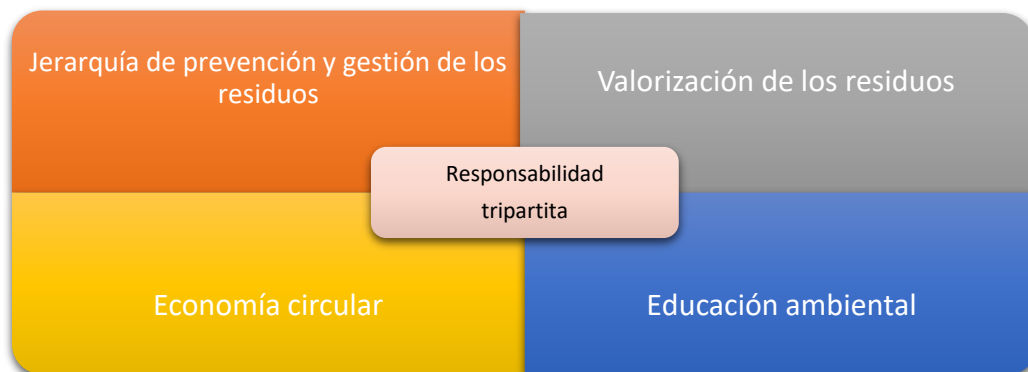 Jerarquía de prevención y gestión de los
residuos
Valorización de los residuos
Responsabilidad
tripartita
Economía circular
Educación ambiental